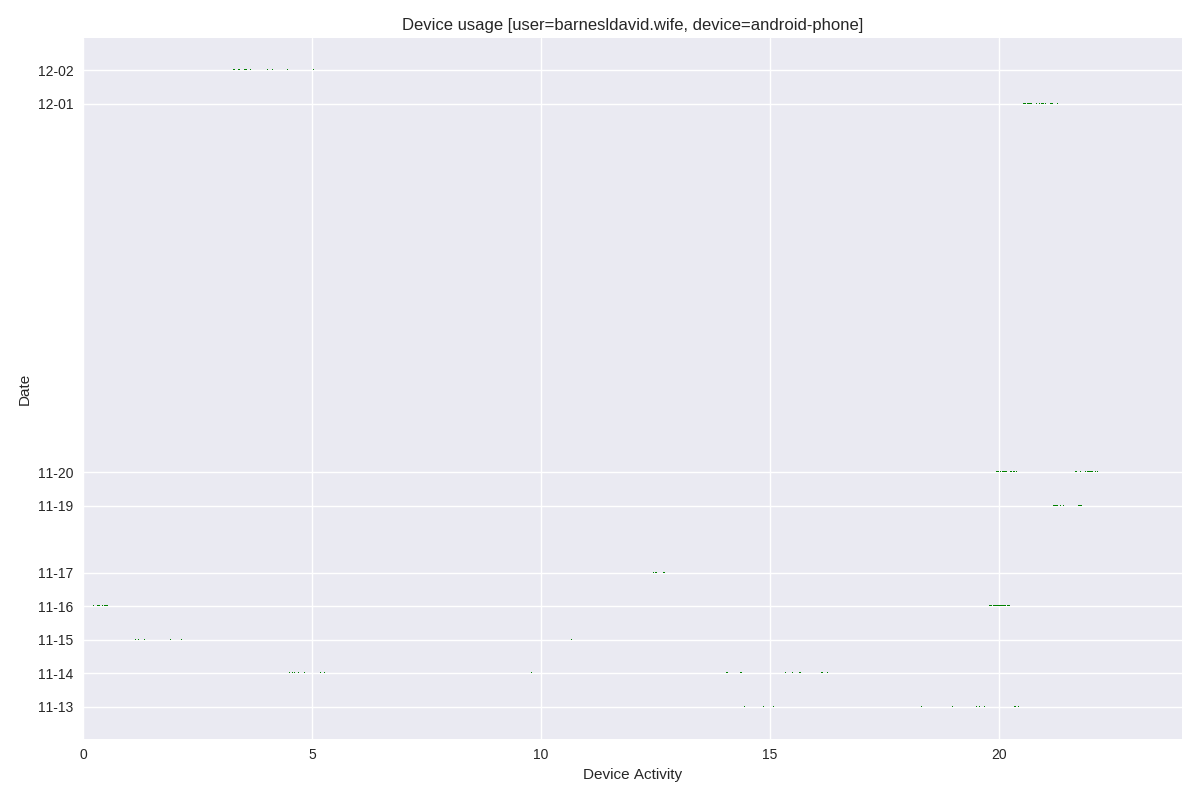 Device usage [user=barnesldavid.wife, device=android-phone]
12-02
12-01
Date
11-20
11-19
11-17
11-16
11-15
11-14
11-13
0 5 10 15 20
Device Activity